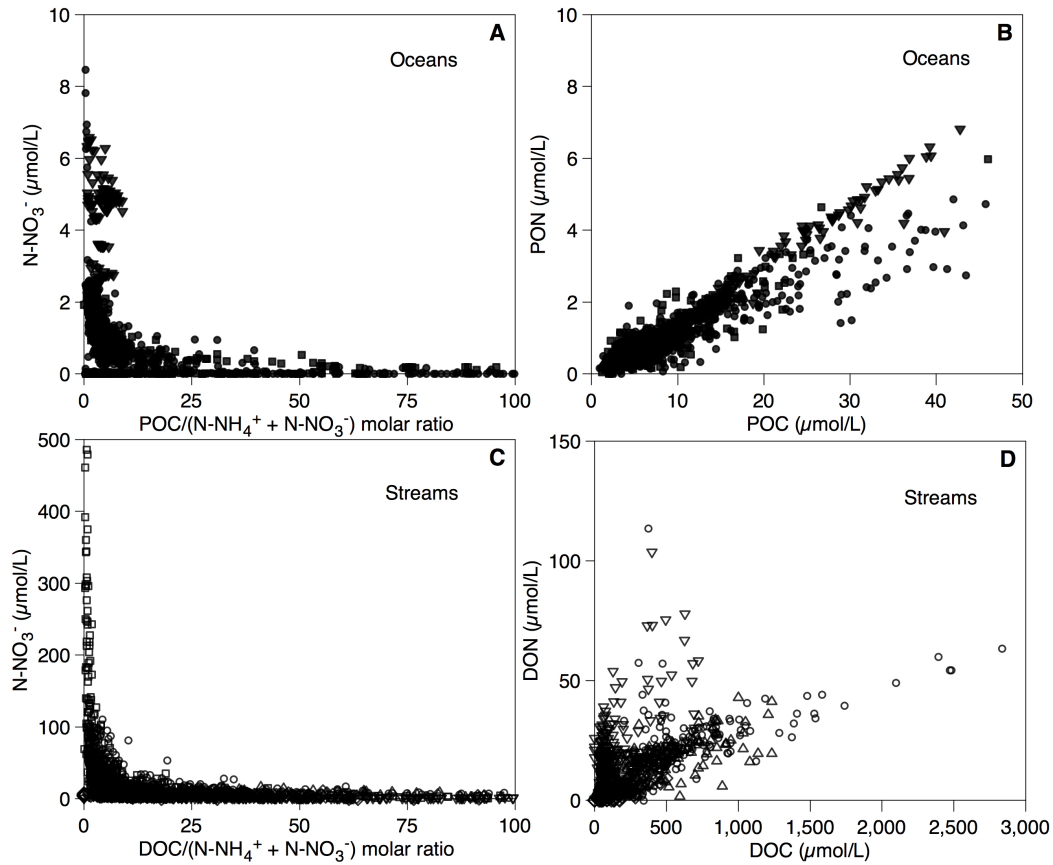 A
Oceans
10
8
6
4
2
0
N-NO3- (µmol/L)
0
25
50
75
100
POC/(N-NH4+ + N-NO3-) molar ratio
B
Oceans
10
8
6
4
2
0
PON (µmol/L)
0
10
20
30
40
50
POC (µmol/L)
C
Streams
500
400
300
200
100
0
N-NO3- (µmol/L)
0
25
50
75
100
DOC/(N-NH4+ + N-NO3-) molar ratio
D
Streams
150
100
50
0
DON (µmol/L)
0
500
1,000
1,500
2,000
2,500
3,000
DOC (µmol/L)